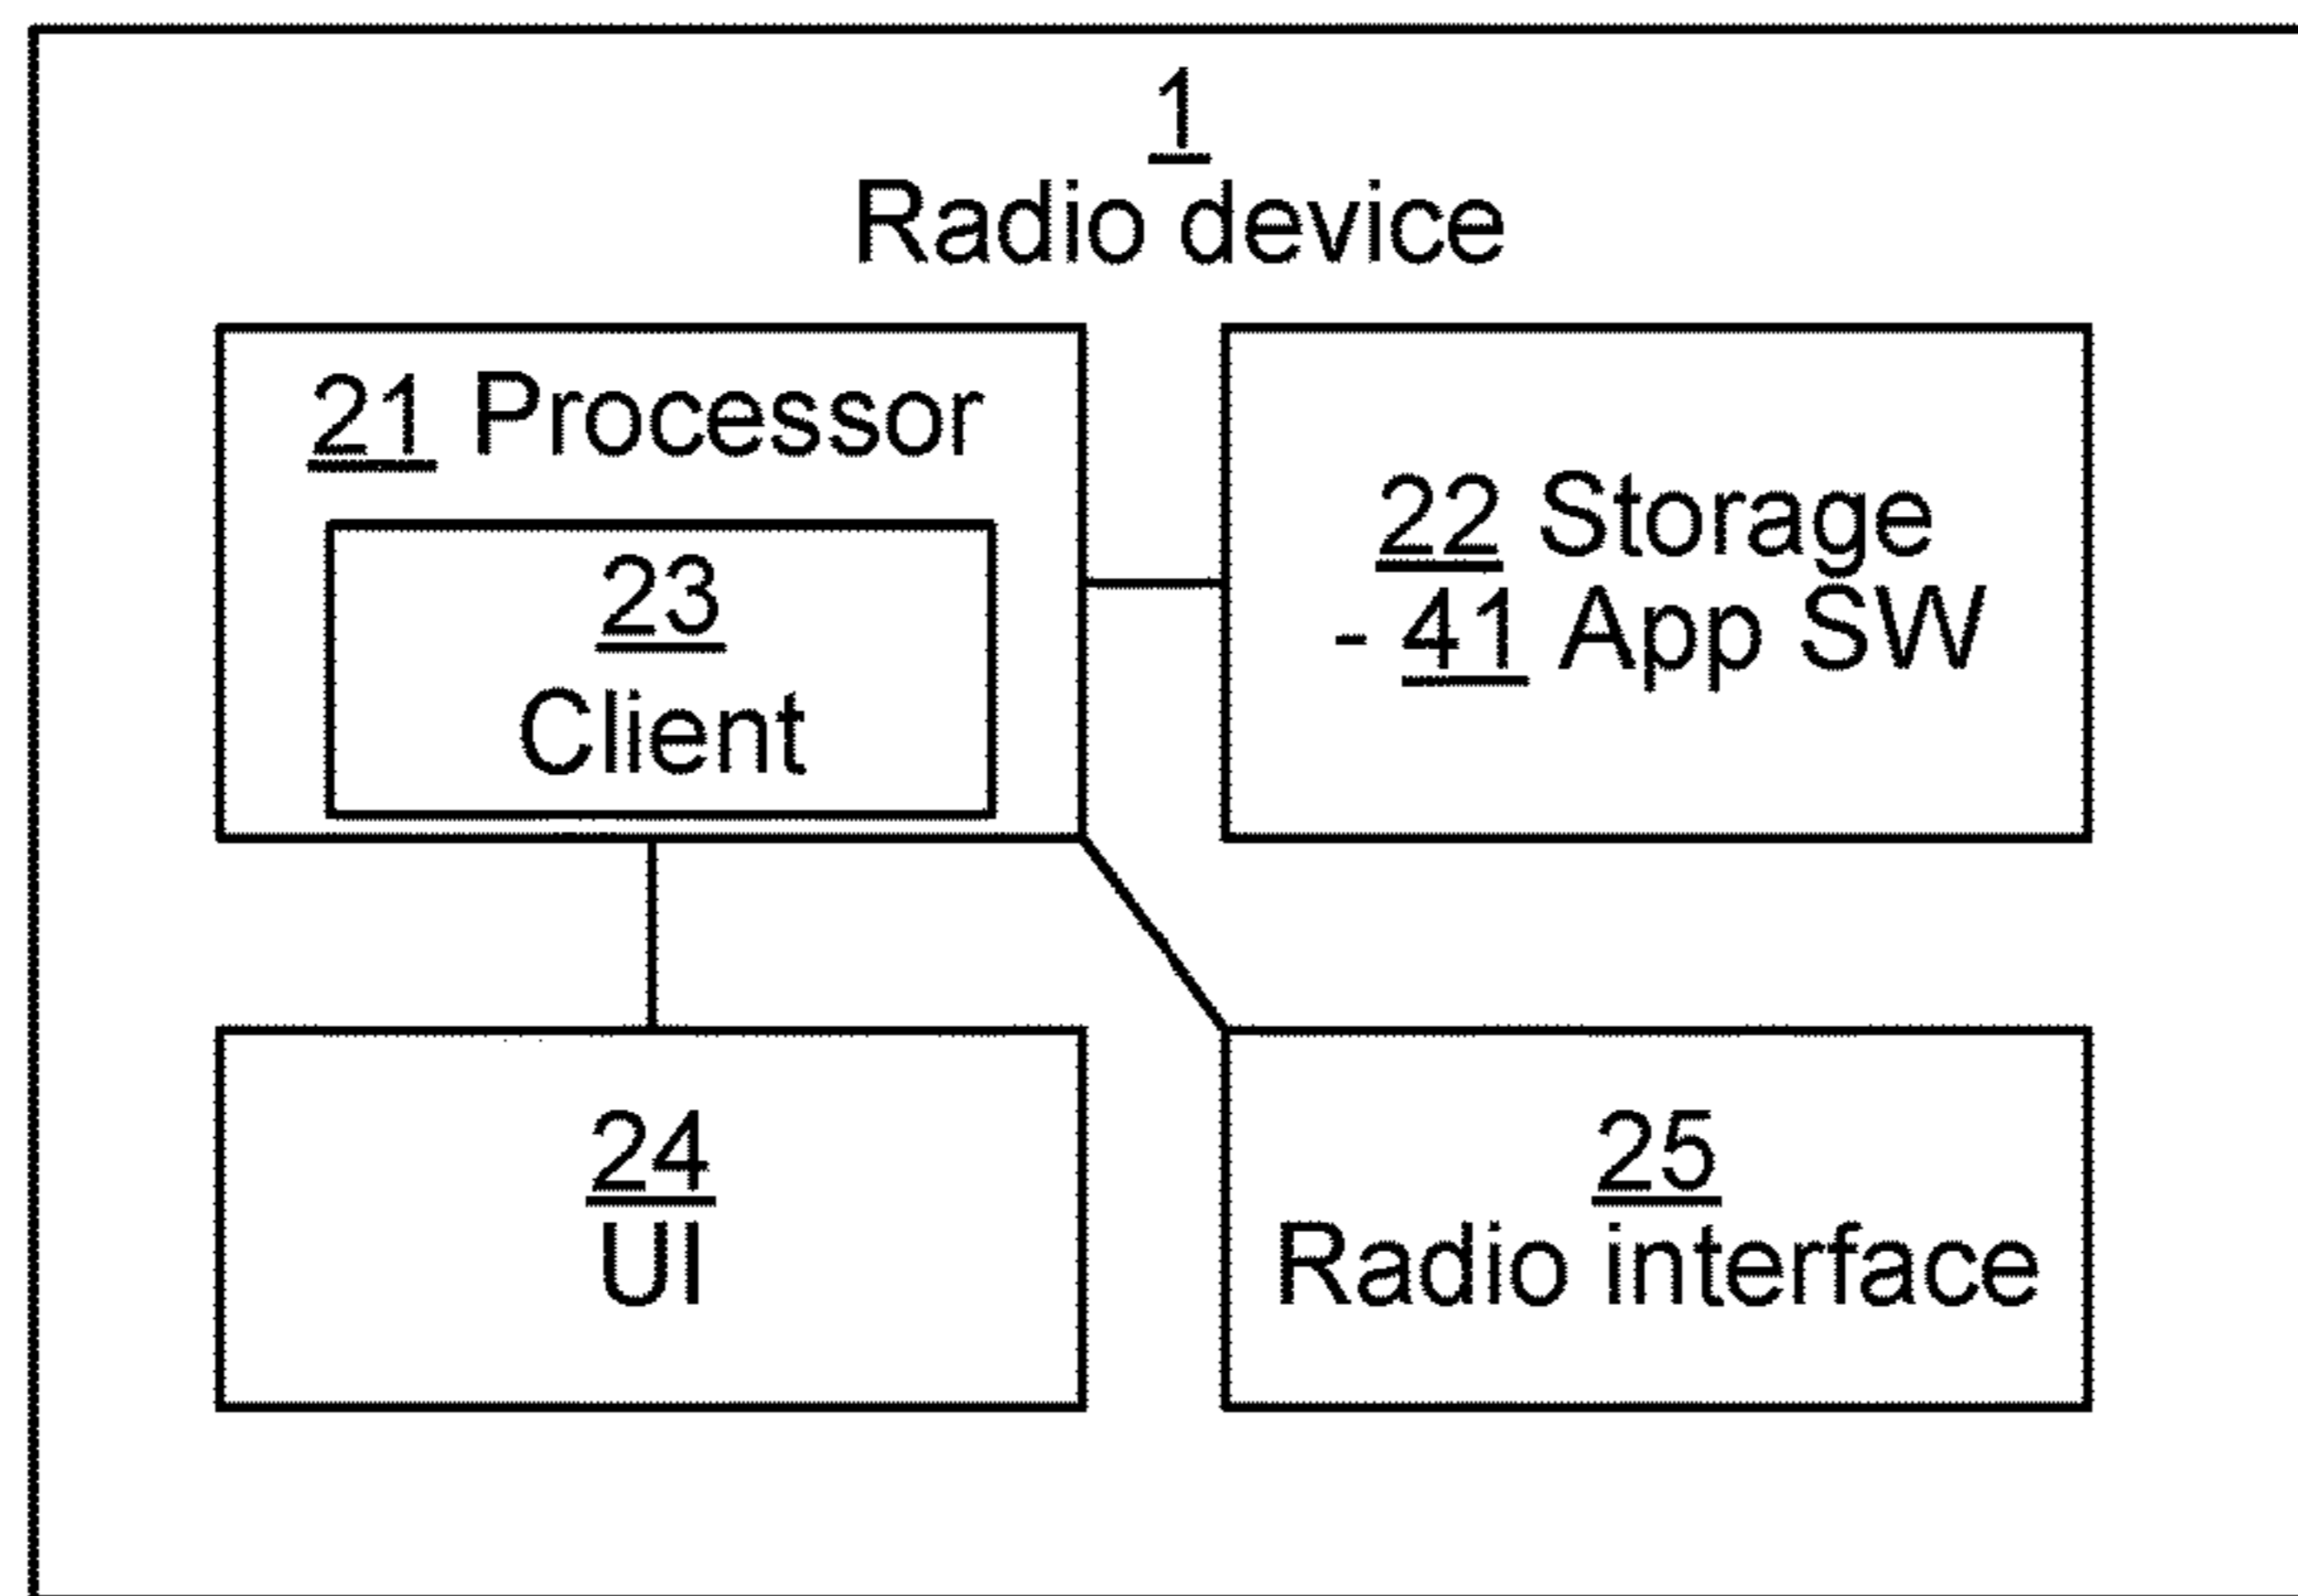 1
Radio device
21 Processor
23
Client
22 Storage
- 41 App SW
24
UI
25
Radio interface